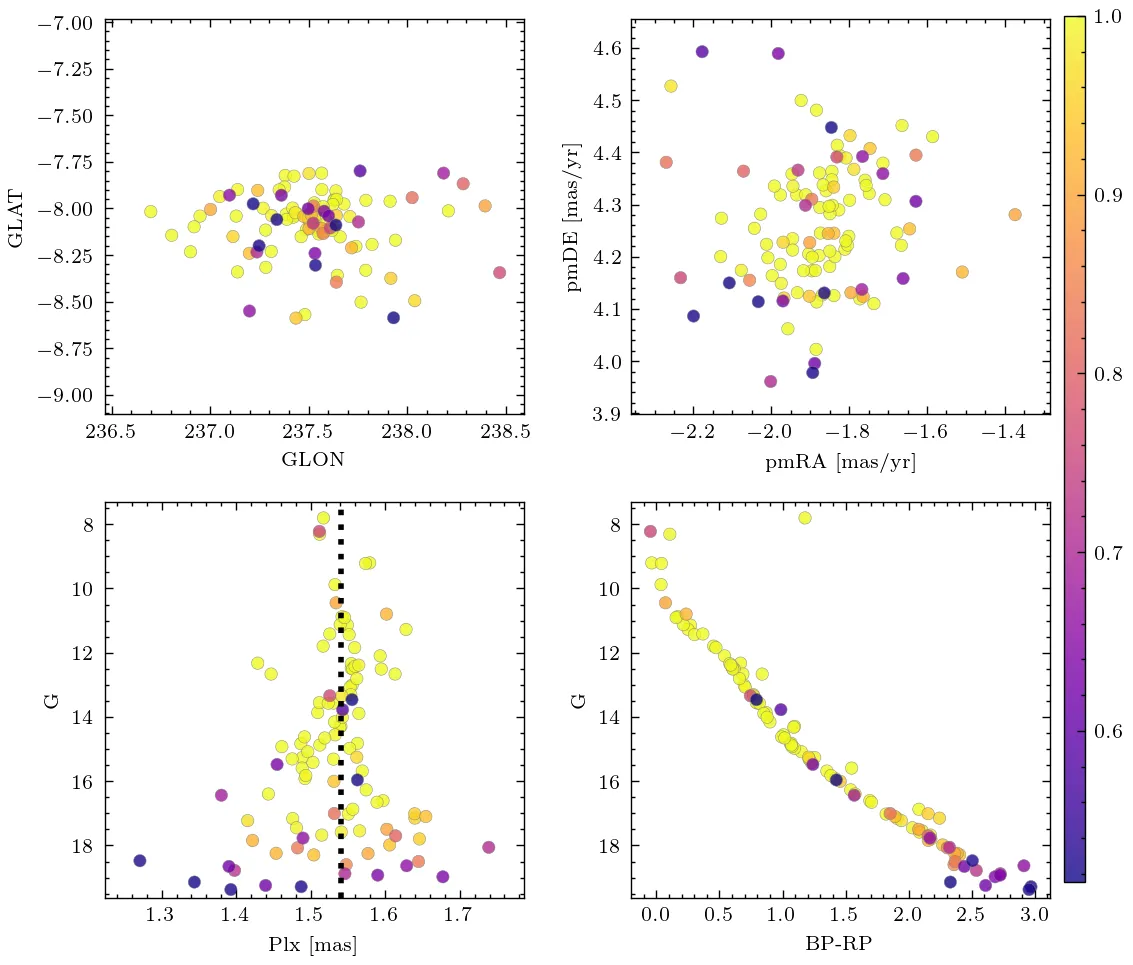 −7.00
−7.25
−7.50
−7.75
−8.00
−8.25
−8.50
−8.75
−9.00
GLAT
236.5 237.0 237.5 238.0 238.5
GLON
4.6
4.5
4.4
4.3
4.2
4.1
4.0
3.9
pmDE [mas/yr]
−2.2 −2.0 −1.8 −1.6 −1.4
pmRA [mas/yr]
1.0
0.9
0.8
0.7
0.6
8
10
12
14
16
18
G
1.3 1.4 1.5 1.6 1.7
Plx [mas]
8
10
12
14
16
18
G
0.0 0.5 1.0 1.5 2.0 2.5 3.0
BP-RP